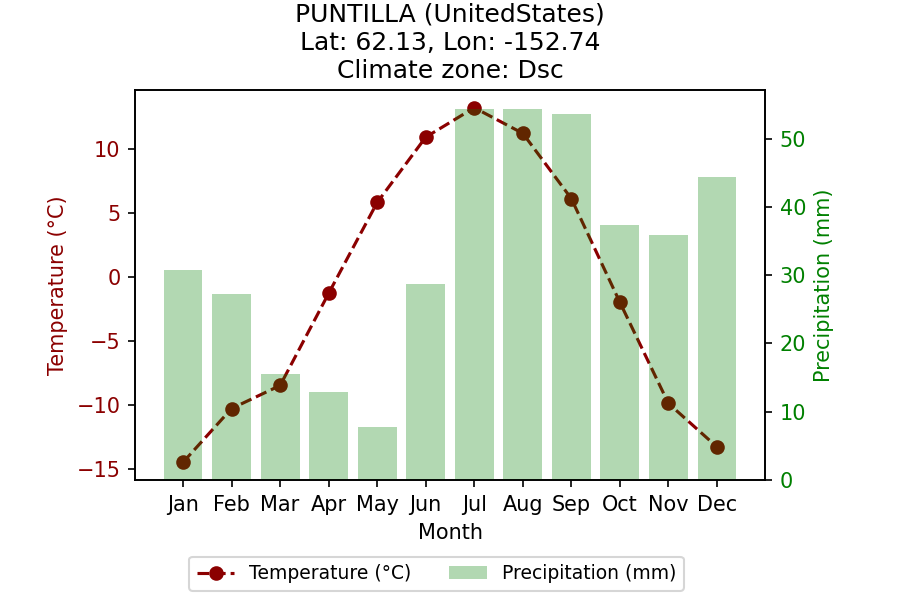 PUNTILLA (UnitedStates)
Lat: 62.13, Lon: -152.74
Climate zone: Dsc
10
5
0
−5
−10
−15
Temperature (°C)
50
40
30
20
10
0
Precipitation (mm)
Jan Feb Mar Apr May Jun Jul Aug Sep Oct Nov Dec
Month
Temperature (°C) Precipitation (mm)